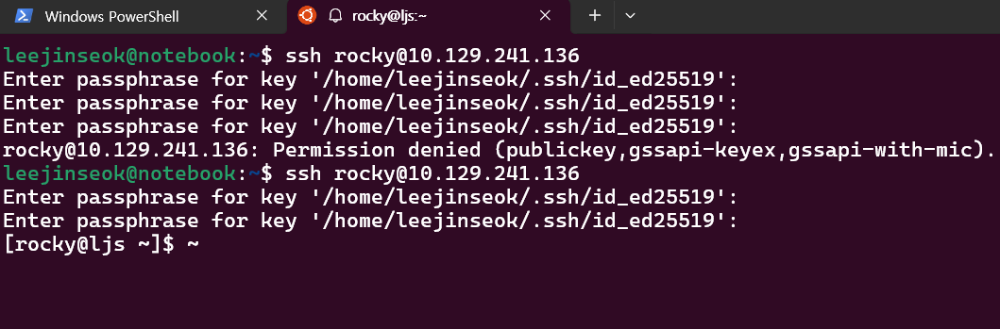 Windows PowerShell
rocky@ljs:~
leejinseok@notebook:~$ ssh rocky@10.129.241.136
Enter passphrase for key '/home/leejinseok/.ssh/id_ed25519':
Enter passphrase for key '/home/leejinseok/.ssh/id_ed25519':
Enter passphrase for key '/home/leejinseok/.ssh/id_ed25519':
rocky@10.129.241.136: Permission denied (publickey,gssapi-keyex,gssapi-with-mic).
leejinseok@notebook:~$ ssh rocky@10.129.241.136
Enter passphrase for key '/home/leejinseok/.ssh/id_ed25519':
Enter passphrase for key '/home/leejinseok/.ssh/id_ed25519':
[rocky@ljs ~]$ ~